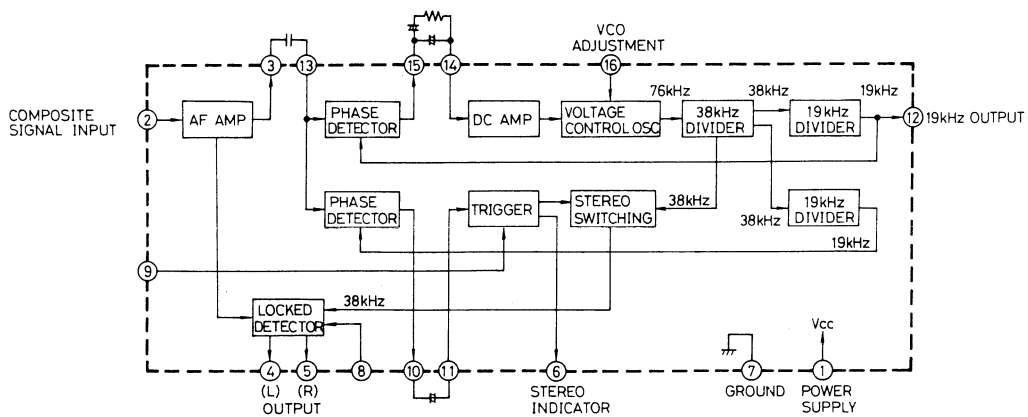 VCO
ADJUSTMENT
3
13
15
14
16
COMPOSITE
SIGNAL INPUT
2
AF AMP
PHASE
DETECTOR
DC AMP
VOLTAGE
CONTROL OSC
76kHz
38kHz
DIVIDER
38kHz
19kHz
DIVIDER
19kHz
12
19kHz OUTPUT
PHASE
DETECTOR
TRIGGER
STEREO
SWITCHING
38kHz
38kHz
19kHz
DIVIDER
19kHz
9
LOCKED
DETECTOR
38kHz
Vcc
4
5
8
10
11
6
7
1
(L)
(R)
OUTPUT
STEREO
INDICATOR
GROUND
POWER
SUPPLY